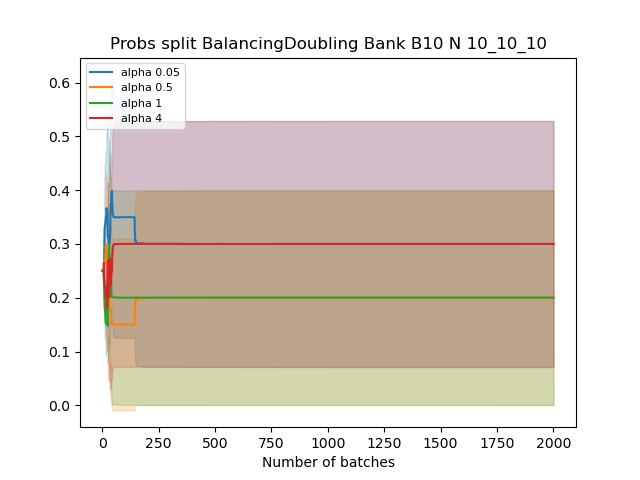 Probs split BalancingDoubling Bank B10 N 10_10_10
alpha 0.05
alpha 0.5
alpha 1
alpha 4
0.6
0.5
0.4
0.3
0.2
0.1
0.0
0 250 500 750 1000 1250 1500 1750 2000
Number of batches